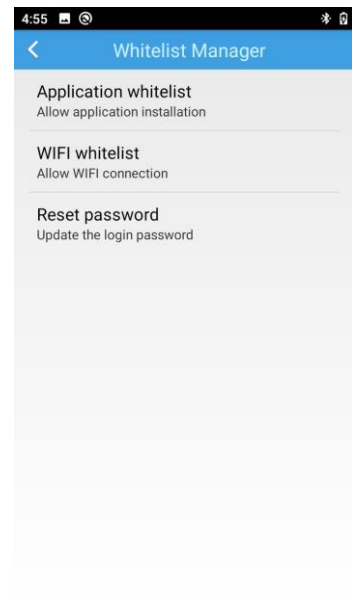 4:55
Whitelist Manager
Application whitelist
Allow application installation
WIFI whitelist
Allow WIFI connection
Reset password
Update the login password